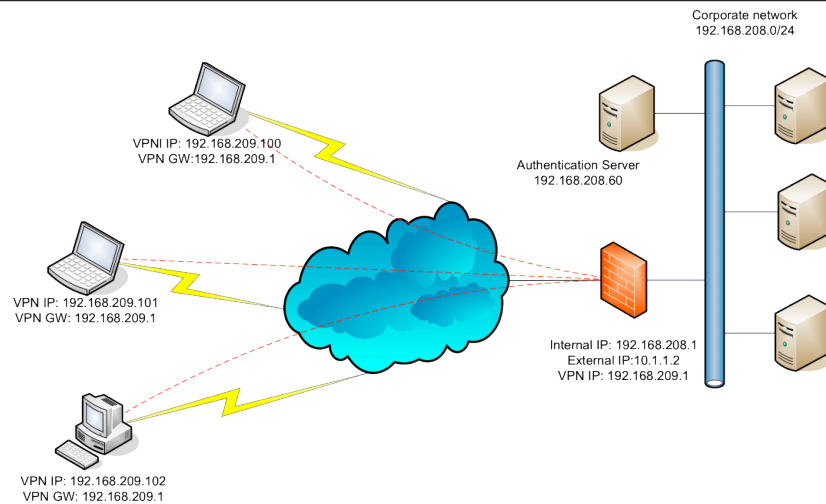 Corporate network
192.168.208.0/24
VPNI IP: 192.168.209.100
VPN GW:192.168.209.1
Authentication Server
192.168.208.60
VPN IP: 192.168.209.101
VPN GW: 192.168.209.1
Internal IP: 192.168.208.1
External IP:10.1.1.2
VPN IP: 192.168.209.1
VPN IP: 192.168.209.102
VPN GW: 192.168.209.1